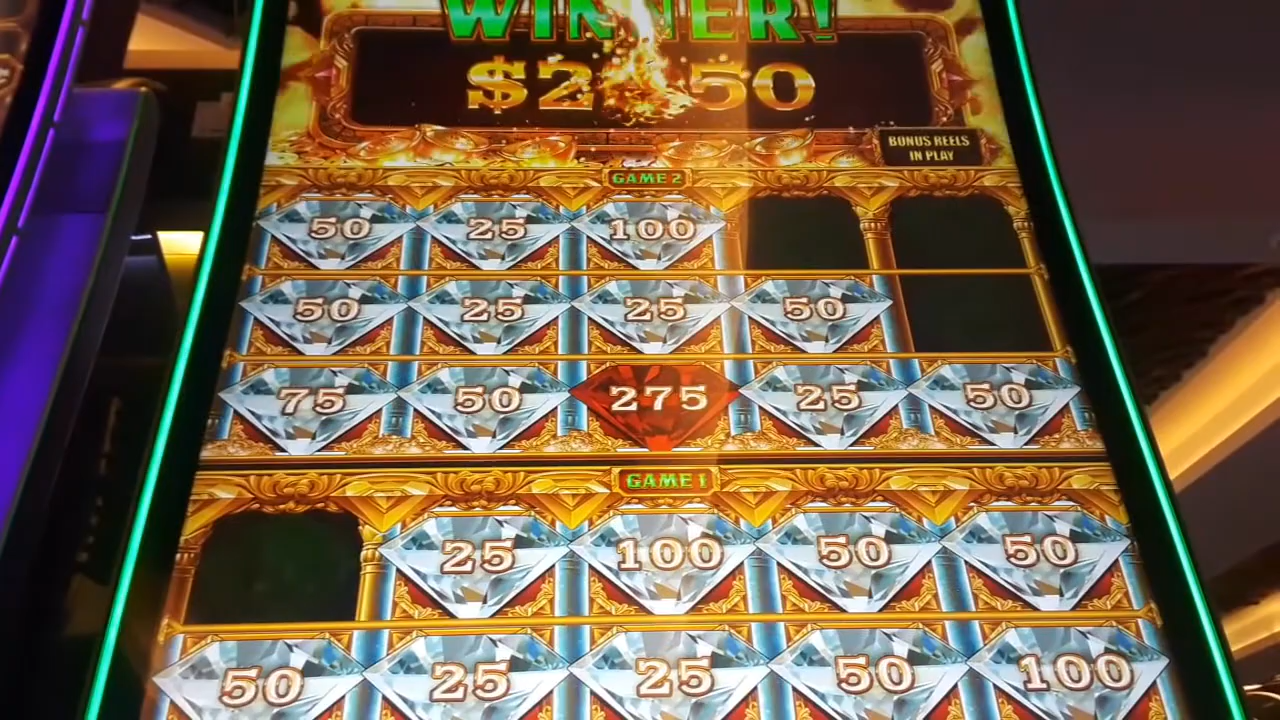 WINNER!
$2 50
BONUS REELS
IN PLAY
GAME 2
50 25 100
50 25 25 50
75 50 275 25 50
GAME 1
25 100 50 50
50 25 25 50 100